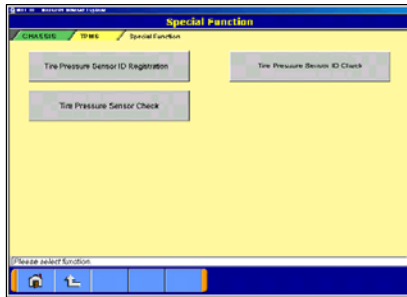 Special Function
CHASSIS TPMS Special Function
Tire Pressure Sensor ID Registration
Tire Pressure Sensor ID Check
Tire Pressure Sensor Check
Please select function.